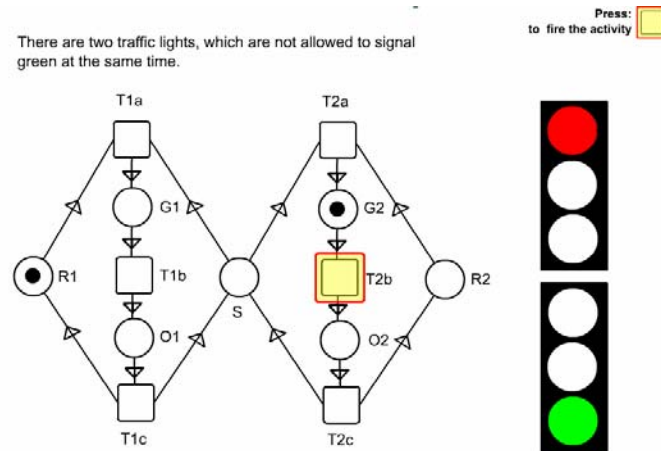 Press:
to fire the activity
There are two traffic lights, which are not allowed to signal
green at the same time.
T1a
T2a
G1
G2
R1
T1b
T2b
R2
S
O1
O2
T1c
T2c